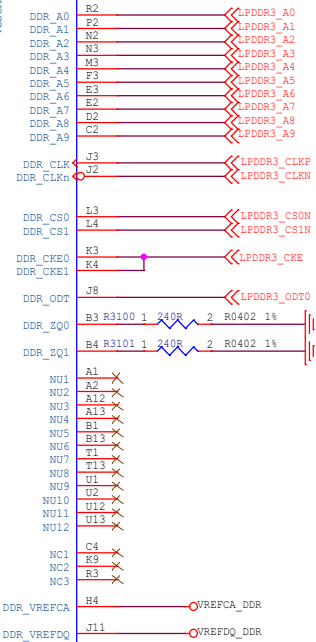 DDR_A0 R2 LPDDR3_A0
DDR_A1 P2 LPDDR3_A1
DDR_A2 N2 LPDDR3_A2
DDR_A3 N3 LPDDR3_A3
DDR_A4 M3 LPDDR3_A4
DDR_A5 F3 LPDDR3_A5
DDR_A6 E3 LPDDR3_A6
DDR_A7 E2 LPDDR3_A7
DDR_A8 D2 LPDDR3_A8
DDR_A9 C2 LPDDR3_A9
DDR_CLK J3 LPDDR3_CLKP
DDR_CLKn J2 LPDDR3_CLKN
DDR_CS0 L3 LPDDR3_CS0N
DDR_CS1 L4 LPDDR3_CS1N
DDR_CKE0 K3 LPDDR3_CKE
DDR_CKE1 K4
DDR_ODT J8 LPDDR3_ODT0
DDR_ZQ0 B3 R3100 1 240R 2 R0402 1%
DDR_ZQ1 B4 R3101 1 240R 2 R0402 1%
NU1 A1
NU2 A2
NU3 A12
NU4 A13
NU5 B1
NU6 B13
NU7 T1
NU8 T13
NU9 U1
NU10 U2
NU11 U12
NU12 U13
NC1 C4
NC2 K9
NC3 R3
DDR_VREFCA H4 VREFCA_DDR
DDR_VREFDQ J11 VREFDQ_DDR